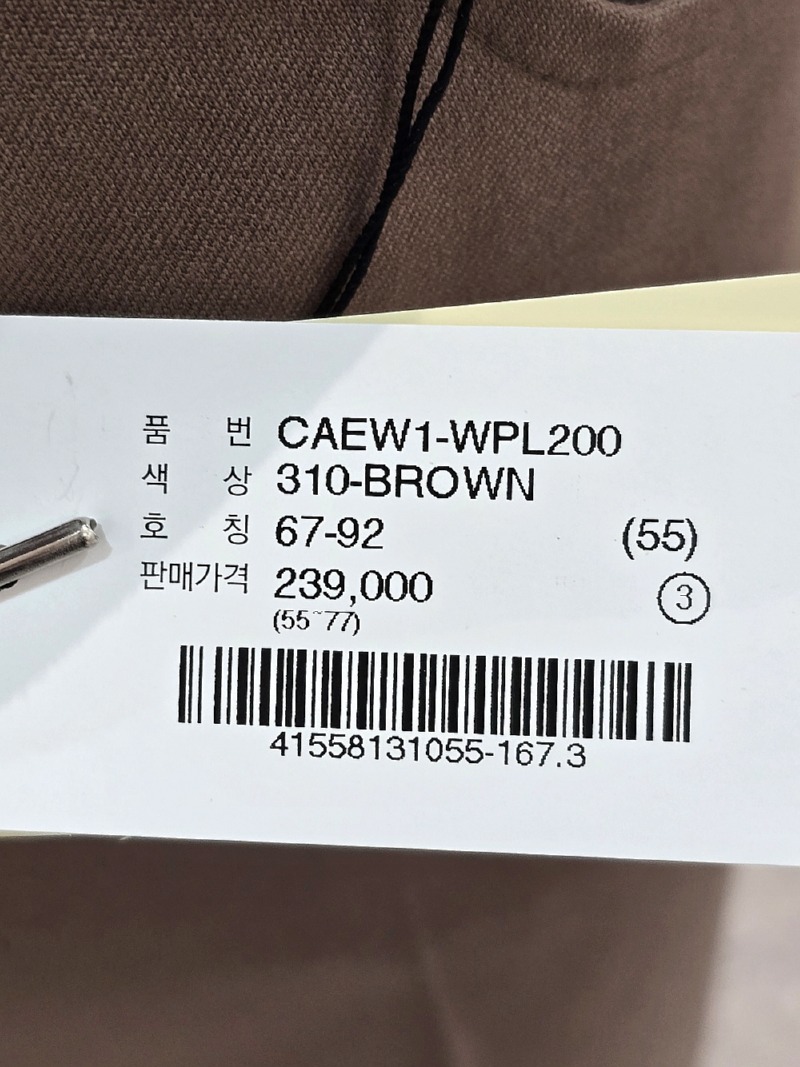 품 번 CAEW1-WPL200
색 상 310-BROWN
호 칭 67-92 (55)
판매가격 239,000 ③
(55~77)
41558131055-167.3